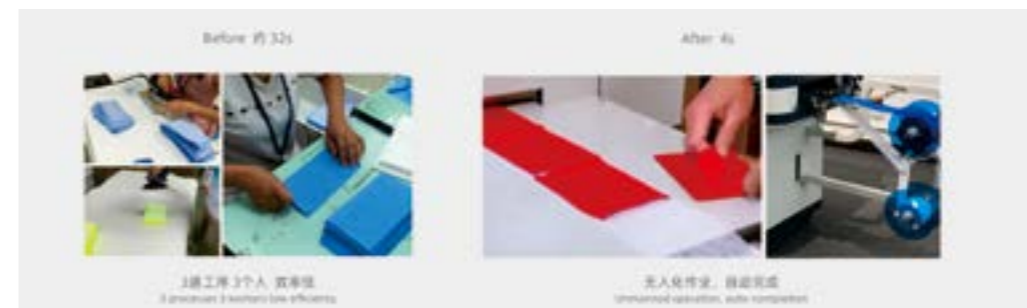 Before 约 32s
After 4s
3道工序 3个人 效率低
3 processes 3 workers low efficiency
无人化作业，自动完成
Unmanned operation, auto-completion